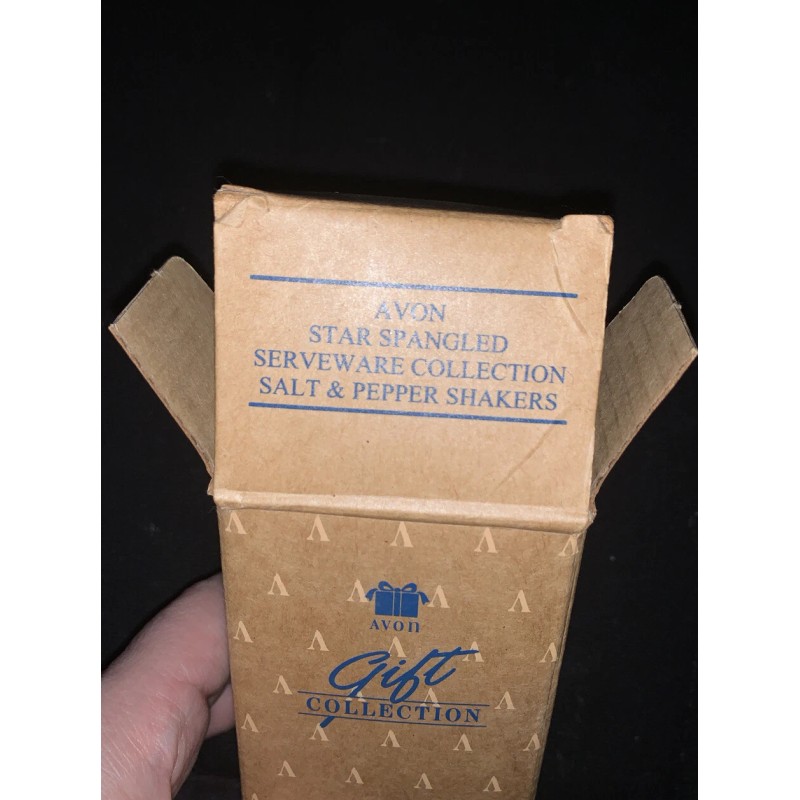 AVON
STAR SPANGLED
SERVEWARE COLLECTION
SALT & PEPPER SHAKERS
AVON
Gift
COLLECTION